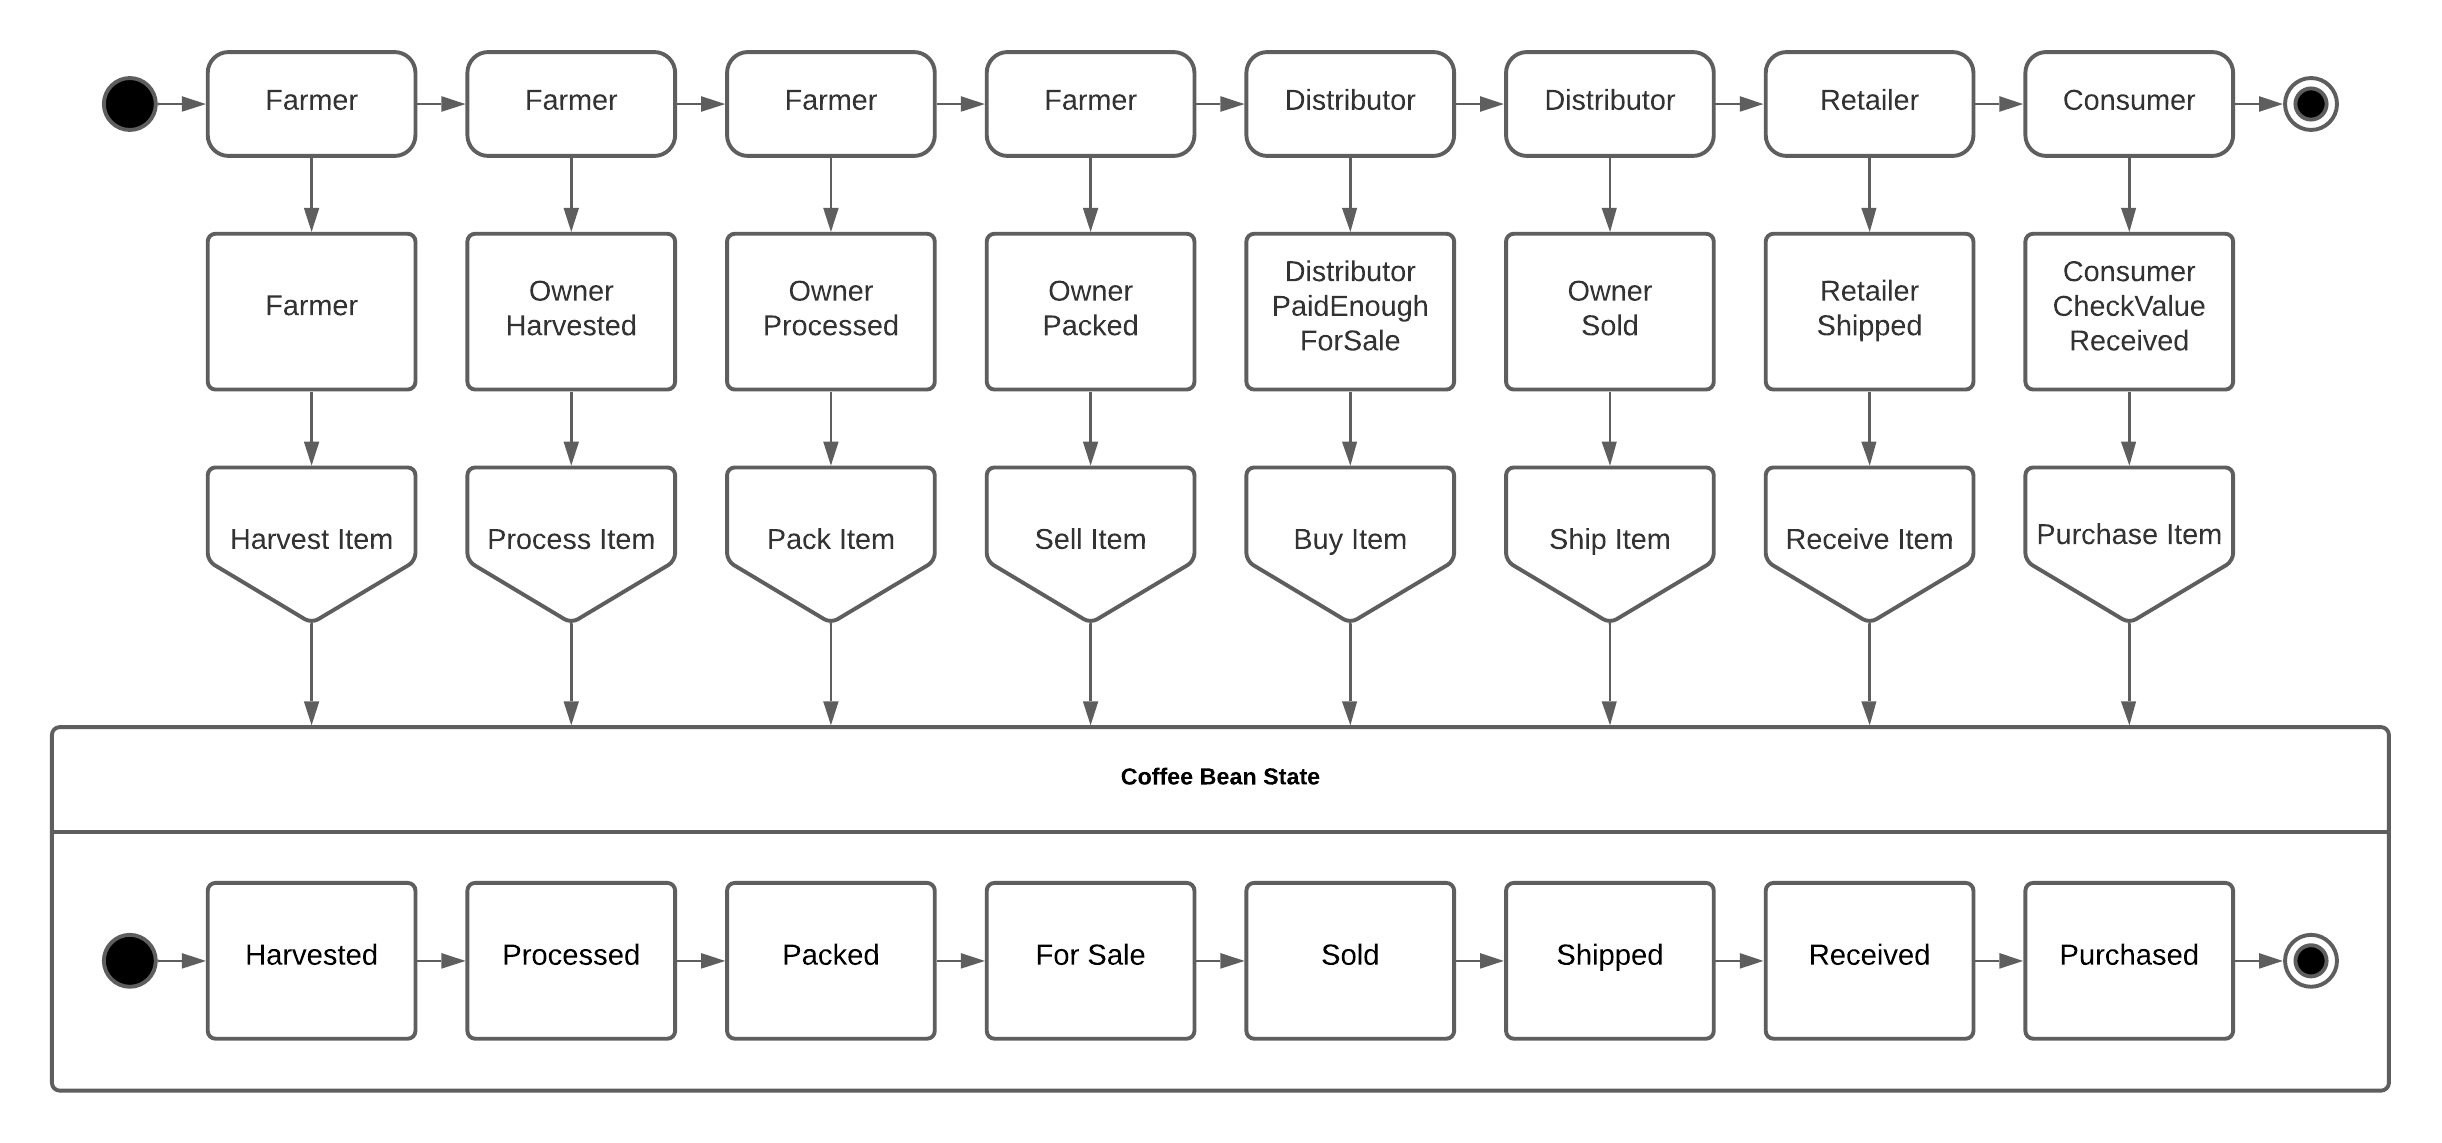 Farmer
Farmer
Farmer
Farmer
Distributor
Distributor
Retailer
Consumer
Farmer
Owner
Harvested
Owner
Processed
Owner
Packed
Distributor
PaidEnough
ForSale
Owner
Sold
Retailer
Shipped
Consumer
CheckValue
Received
Harvest Item
Process Item
Pack Item
Sell Item
Buy Item
Ship Item
Receive Item
Purchase Item
Coffee Bean State
Harvested
Processed
Packed
For Sale
Sold
Shipped
Received
Purchased